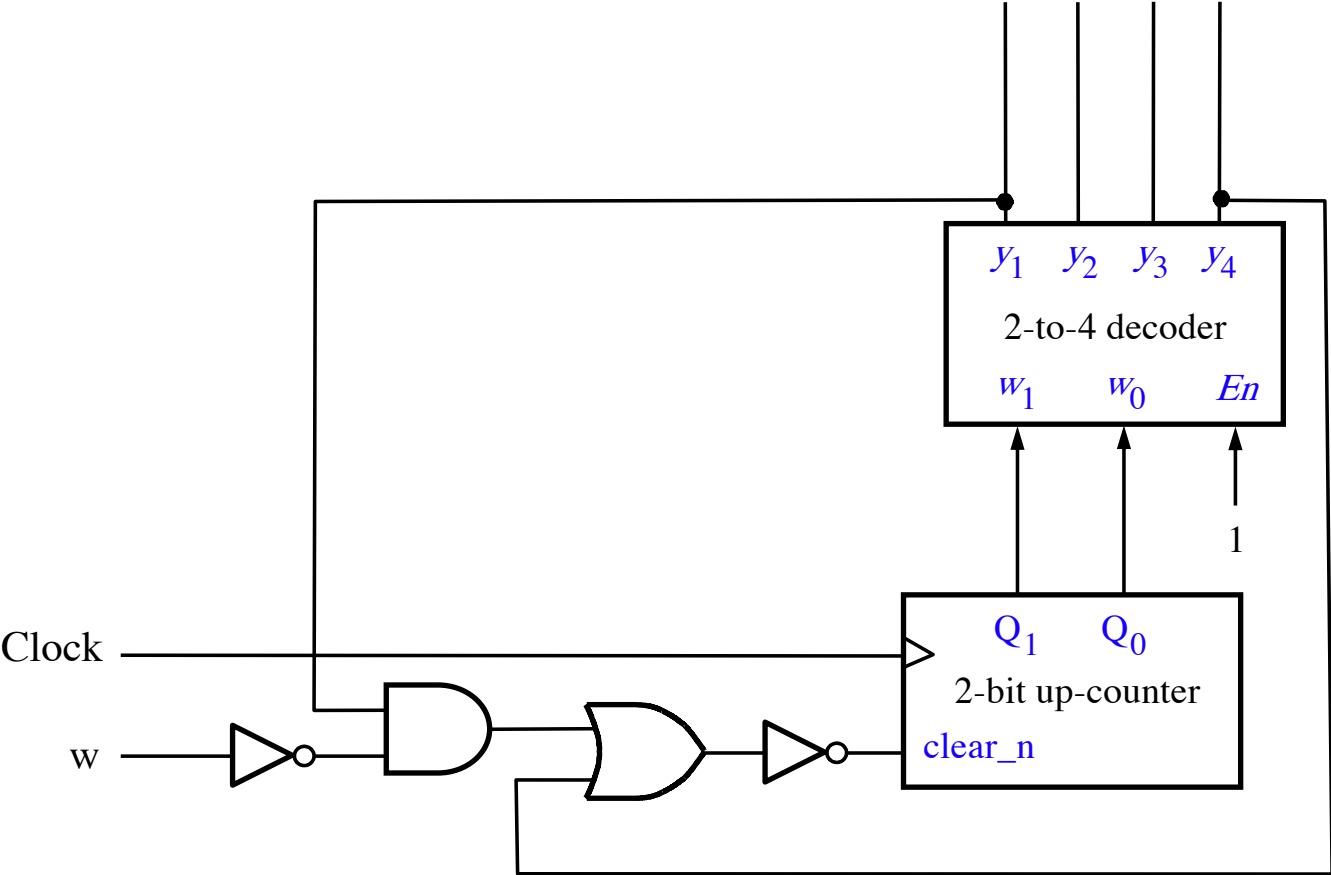 y1 y2 y3 y4
2-to-4 decoder
w1 w0 En
1
Clock
Q1 Q0
2-bit up-counter
w
clear_n